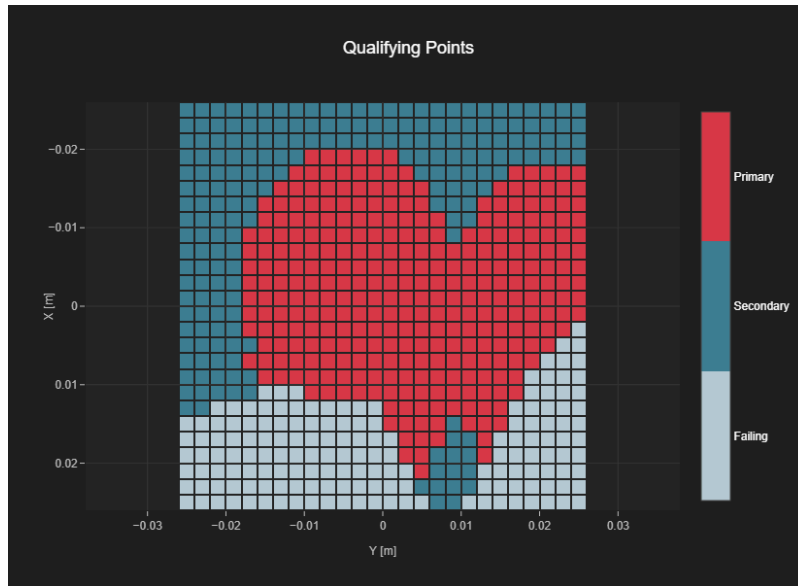 Qualifying Points
−0.02
−0.01
0
0.01
0.02
X [m]
−0.03
−0.02
−0.01
0
0.01
0.02
0.03
Y [m]
Primary
Secondary
Failing